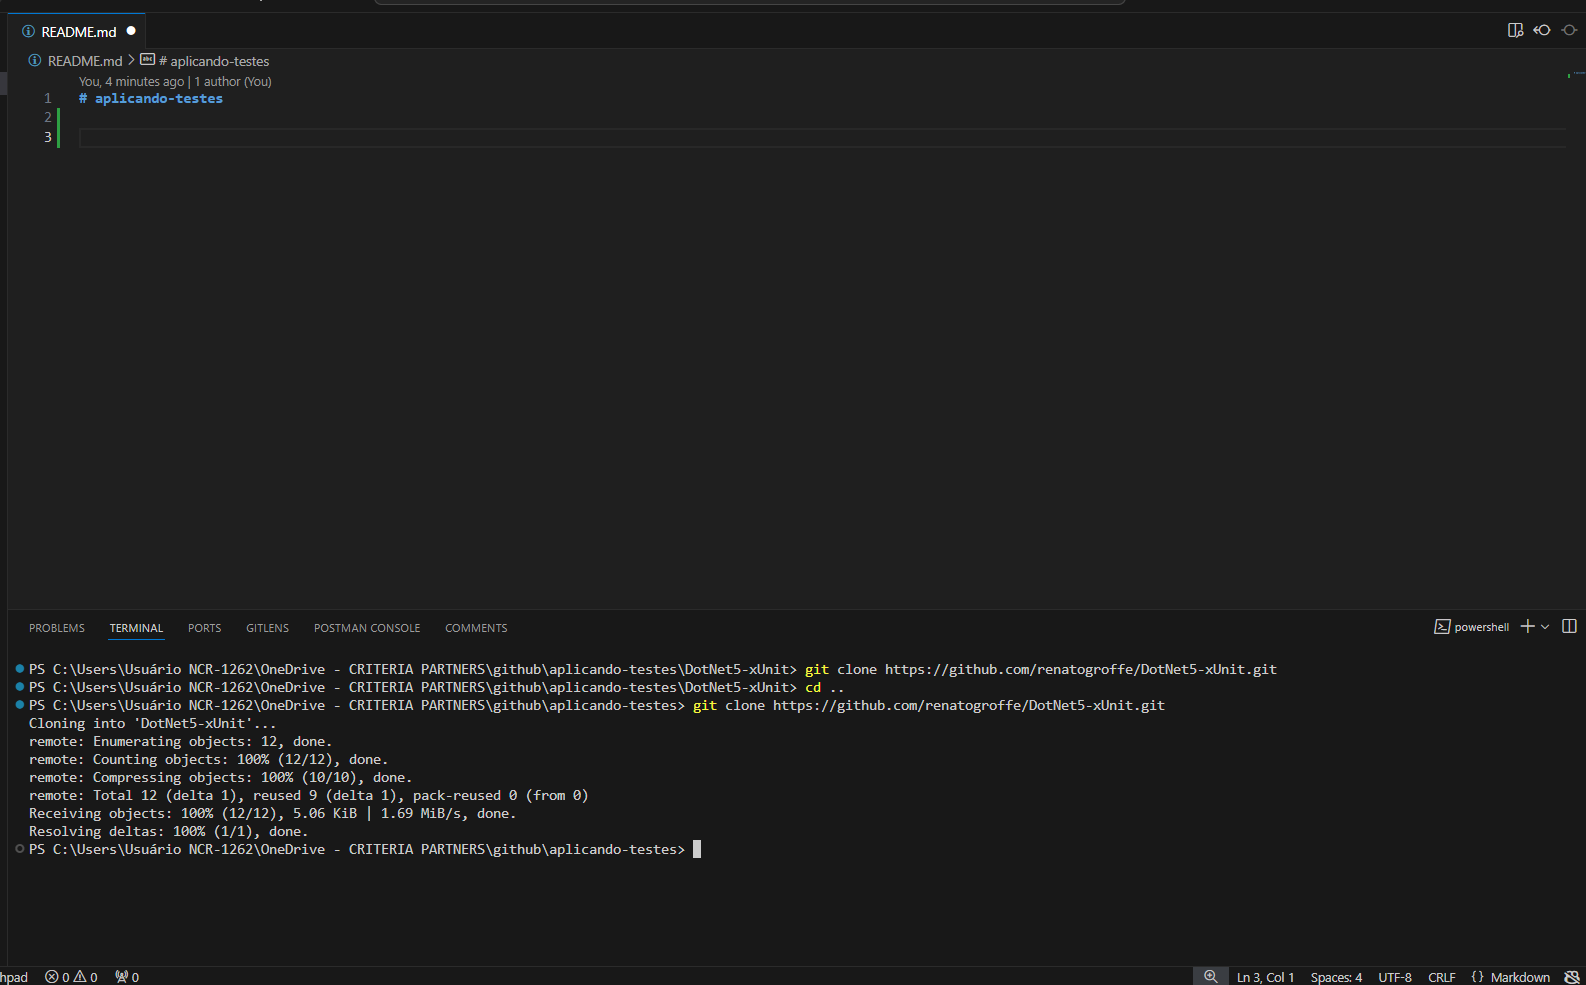 README.md
README.md > # aplicando-testes
You, 4 minutes ago | 1 author (You)
1 # aplicando-testes
2
3
PROBLEMS TERMINAL PORTS GITLENS POSTMAN CONSOLE COMMENTS powershell
PS C:\Users\Usuário NCR-1262\OneDrive - CRITERIA PARTNERS\github\aplicando-testes\DotNet5-xUnit> git clone https://github.com/renatogroffe/DotNet5-xUnit.git
PS C:\Users\Usuário NCR-1262\OneDrive - CRITERIA PARTNERS\github\aplicando-testes\DotNet5-xUnit> cd ..
PS C:\Users\Usuário NCR-1262\OneDrive - CRITERIA PARTNERS\github\aplicando-testes> git clone https://github.com/renatogroffe/DotNet5-xUnit.git
Cloning into 'DotNet5-xUnit'...
remote: Enumerating objects: 12, done.
remote: Counting objects: 100% (12/12), done.
remote: Compressing objects: 100% (10/10), done.
remote: Total 12 (delta 1), reused 9 (delta 1), pack-reused 0 (from 0)
Receiving objects: 100% (12/12), 5.06 KiB | 1.69 MiB/s, done.
Resolving deltas: 100% (1/1), done.
PS C:\Users\Usuário NCR-1262\OneDrive - CRITERIA PARTNERS\github\aplicando-testes>
hpad 0 0 0 Ln 3, Col 1 Spaces: 4 UTF-8 CRLF {} Markdown